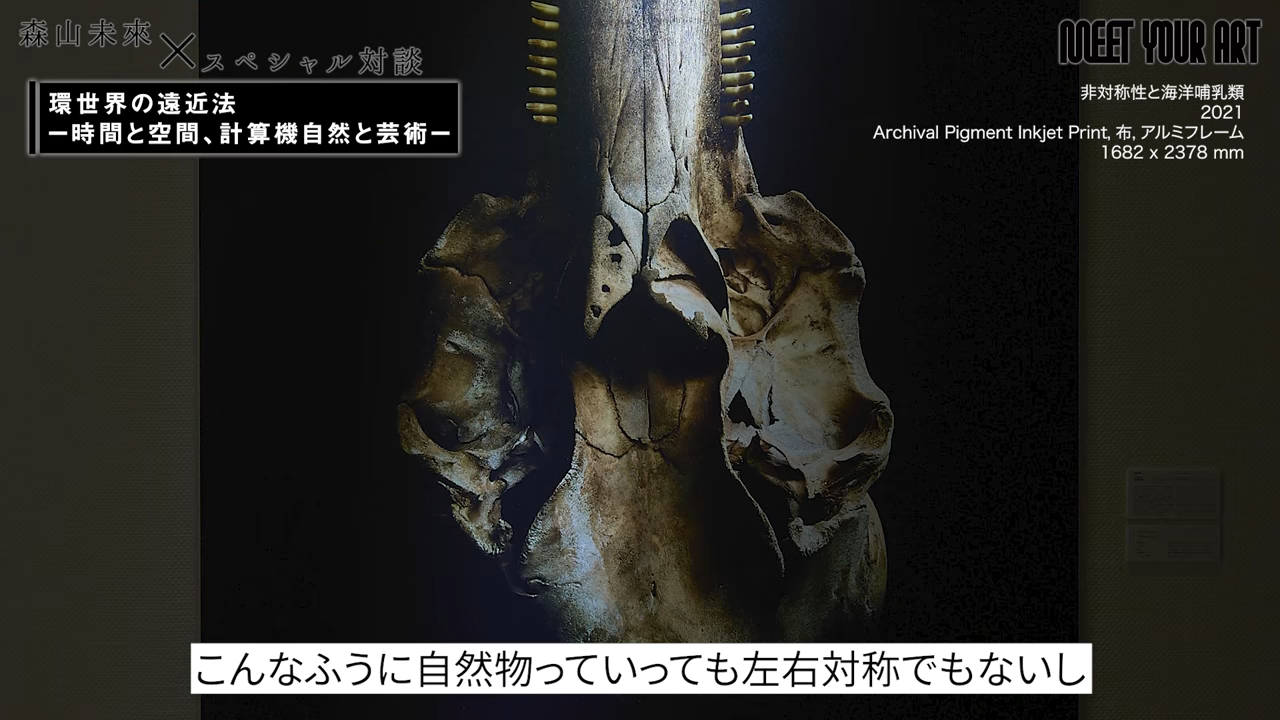 森山未來×スペシャル対談
環世界の遠近法
ー時間と空間、計算機自然と芸術ー
MEET YOUR ART
非対称性と海洋哺乳類
2021
Archival Pigment Inkjet Print, 布, アルミフレーム
1682 x 2378 mm
こんなふうに自然物っていっても左右対称でもないし